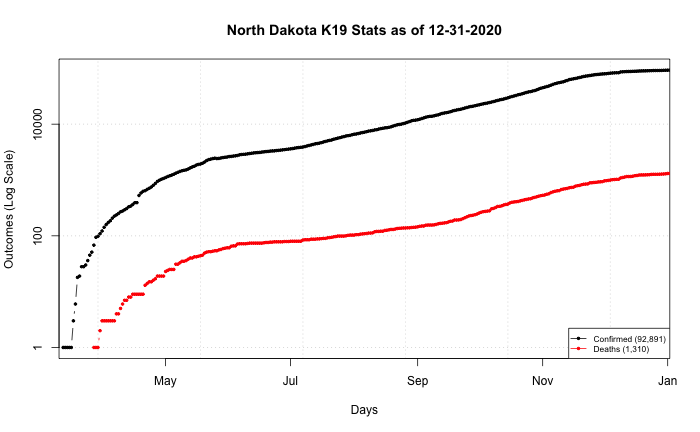 North Dakota K19 Stats as of 12-31-2020
Outcomes (Log Scale)
10000
100
1
Confirmed (92,891)
Deaths (1,310)
May Jul Sep Nov Jan
Days